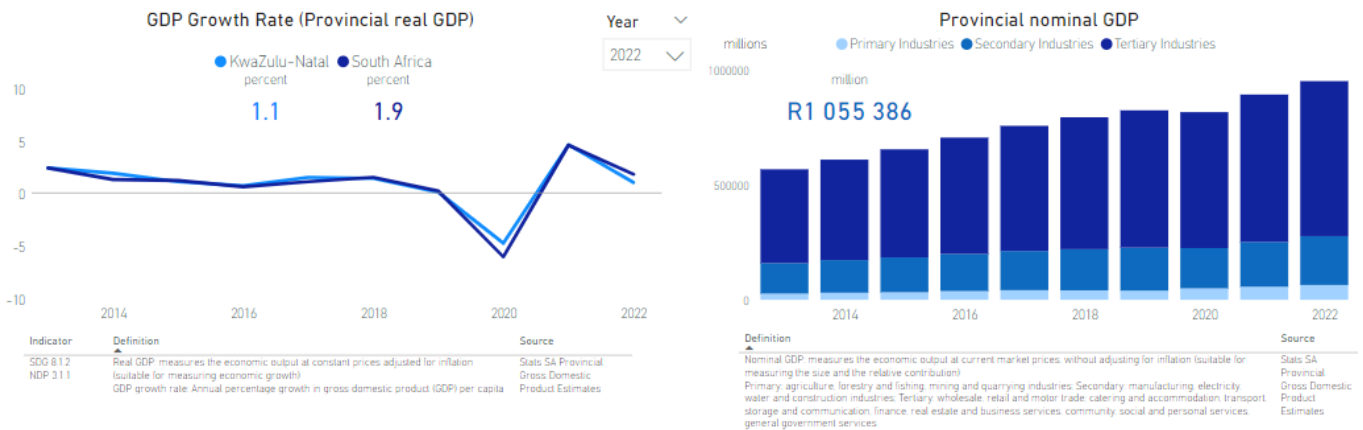 GDP Growth Rate (Provincial real GDP)
Year
2022
KwaZulu-Natal South Africa
percent percent
1.1 1.9
10
5
0
-5
-10
2014 2016 2018 2020 2022
Indicator Definition Source
SDG 8.1.2 Real GDP: measures the economic output at constant prices adjusted for inflation Stats SA Provincial
NDP 3.1.1 (suitable for measuring economic growth) Gross Domestic
GDP growth rate: Annual percentage growth in gross domestic product (GDP) per capita Product Estimates
Provincial nominal GDP
millions Primary Industries Secondary Industries Tertiary Industries
1000000
million
R1 055 386
500000
0
2014 2016 2018 2020 2022
Definition Source
Nominal GDP: measures the economic output at current market prices, without adjusting for inflation (suitable for Stats SA
measuring the size and the relative contribution) Provincial
Primary: agriculture, forestry and fishing; mining and quarrying industries; Secondary: manufacturing, electricity, Gross Domestic
water and construction industries; Tertiary: wholesale, retail and motor trade; catering and accommodation, transport, Product
storage and communication, finance, real estate and business services, community, social and personal services, Estimates
general government services